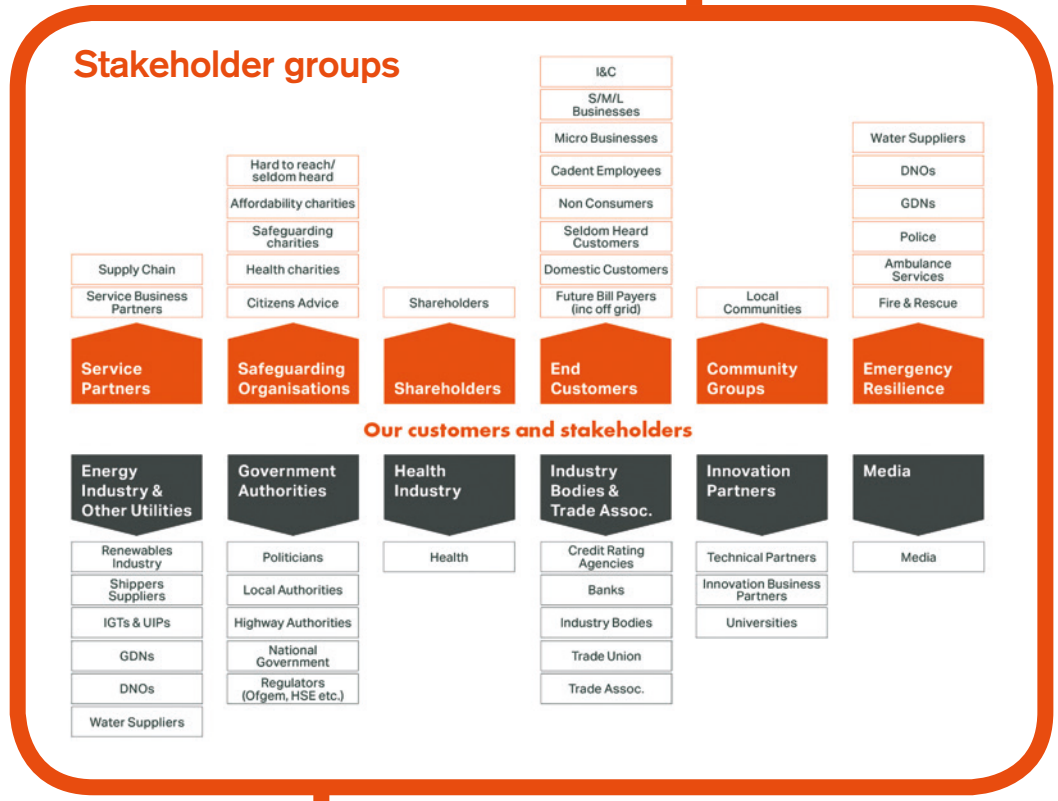 Stakeholder groups
Supply Chain
Service Business
Partners
Service
Partners
Hard to reach/
seldom heard
Affordability charities
Safeguarding
charities
Health charities
Citizens Advice
Safeguarding
Organisations
Shareholders
Shareholders
I&C
S/M/L
Businesses
Micro Businesses
Cadent Employees
Non Consumers
Seldom Heard
Customers
Domestic Customers
Future Bill Payers
(inc off grid)
End
Customers
Local
Communities
Community
Groups
Water Suppliers
DNOs
GDNs
Police
Ambulance
Services
Fire & Rescue
Emergency
Resilience
Our customers and stakeholders
Energy
Industry &
Other Utilities
Renewables
Industry
Shippers
Suppliers
IGTs & UIPs
GDNs
DNOs
Water Suppliers
Government
Authorities
Politicians
Local Authorities
Highway Authorities
National
Government
Regulators
(Ofgem, HSE etc.)
Health
Industry
Health
Industry
Bodies &
Trade Assoc.
Credit Rating
Agencies
Banks
Industry Bodies
Trade Union
Trade Assoc.
Innovation
Partners
Technical Partners
Innovation Business
Partners
Universities
Media
Media